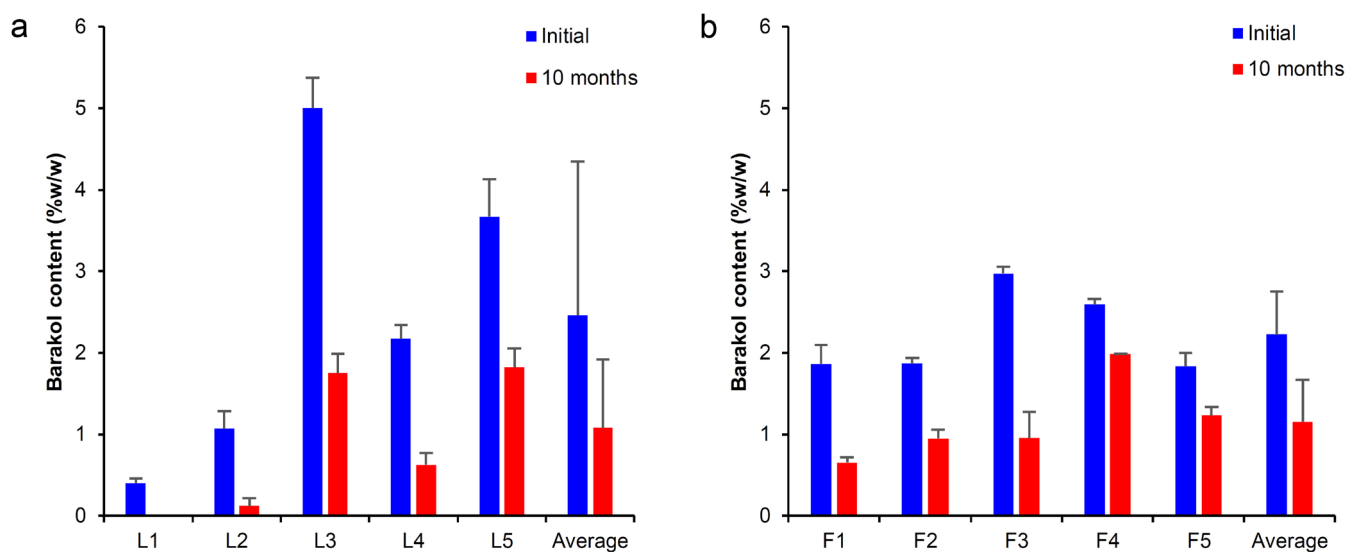 a
Initial
10 months
Barakol content (%w/w)
6
5
4
3
2
1
0
L1 L2 L3 L4 L5 Average
b
Initial
10 months
Barakol content (%w/w)
6
5
4
3
2
1
0
F1 F2 F3 F4 F5 Average